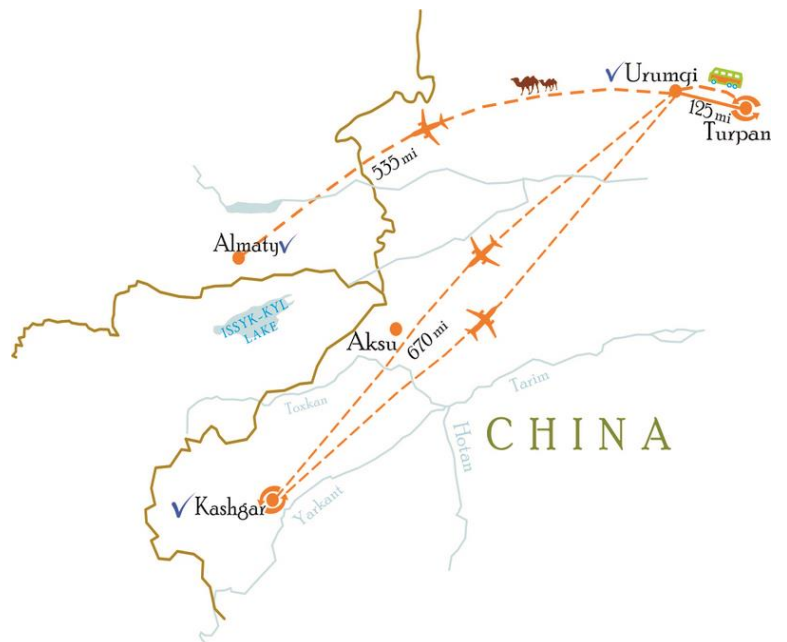 Urumqi
125 mi
Turpan
535 mi
Almaty
ISSYK-KYL
LAKE
Aksu
670 mi
Toxkan
Tarim
CHINA
Hotan
Kashgar
Yarkant